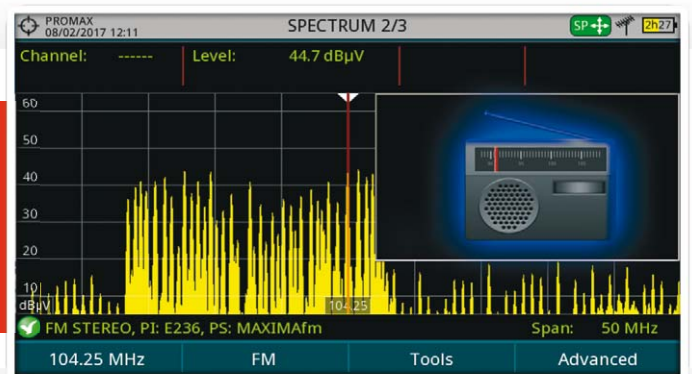 PROMAX
08/02/2017 12:11
SPECTRUM 2/3
SP
2h27
Channel: ------ Level: 44.7 dBµV
60
50
40
30
20
10
dBµV
104.25
FM STEREO, PI: E236, PS: MAXIMAfm
Span: 50 MHz
104.25 MHz
FM
Tools
Advanced